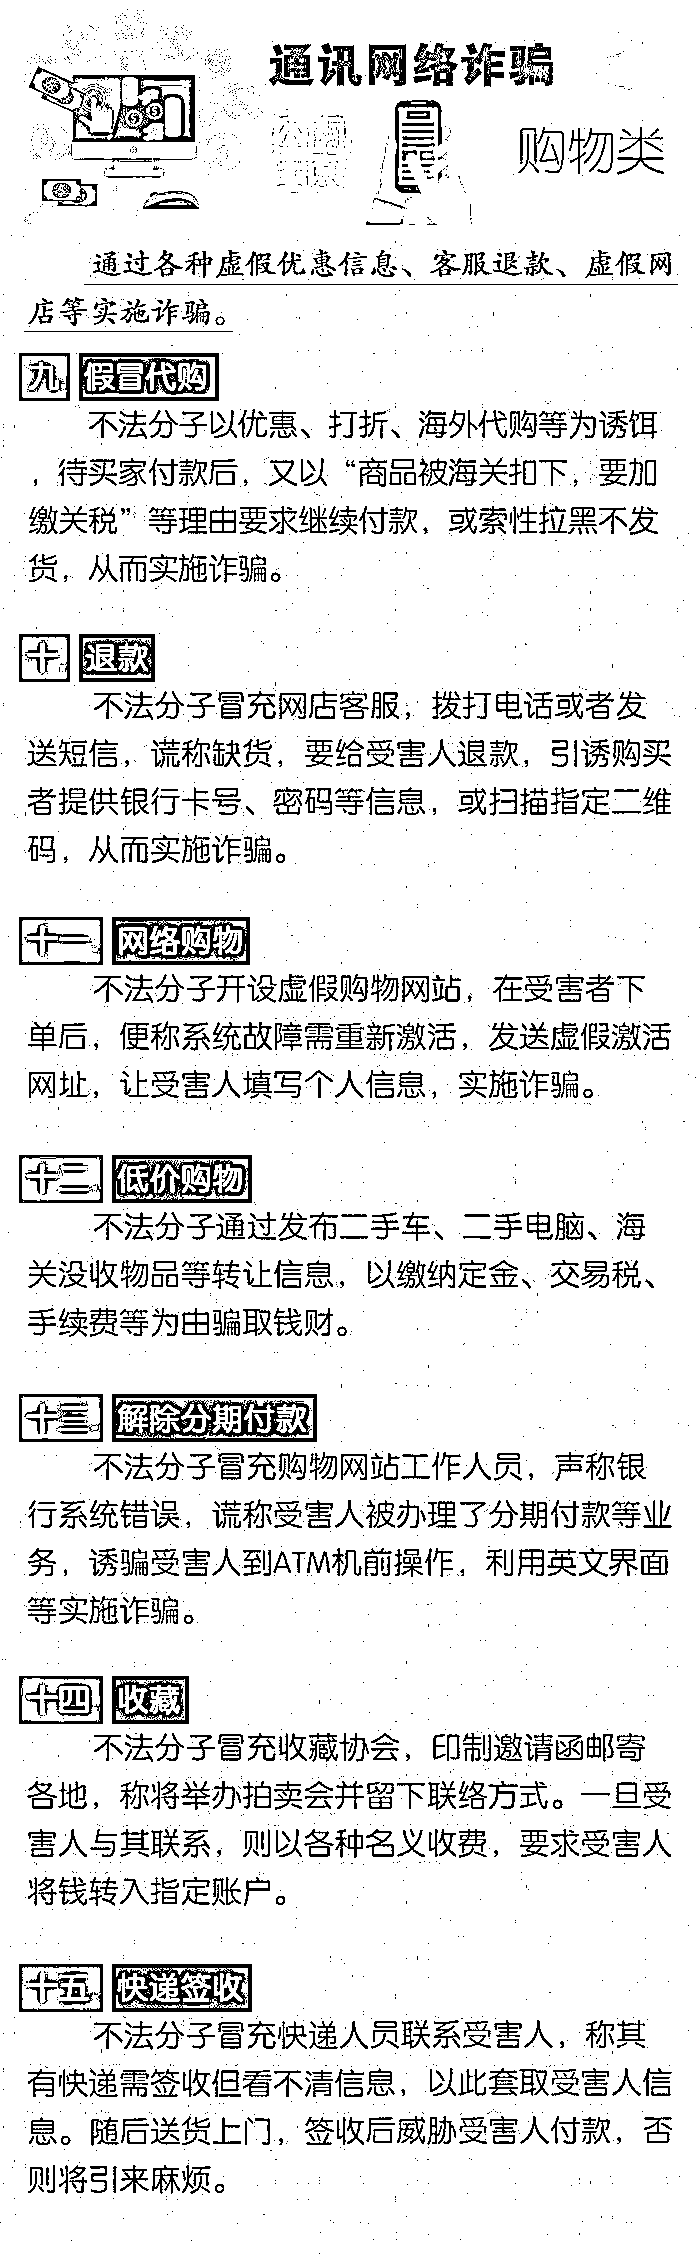 通讯网络诈骗
购物类
通过各种虚假优惠信息、客服退款、虚假网
店等实施诈骗。
九 假冒代购
不法分子以优惠、打折、海外代购等为诱饵
，待买家付款后，又以“商品被海关扣下，要加
缴关税”等理由要求继续付款，或索性拉黑不发
货，从而实施诈骗。
十 退款
不法分子冒充网店客服，拨打电话或者发
送短信，谎称缺货，要给受害人退款，引诱购买
者提供银行卡号、密码等信息，或扫描指定二维
码，从而实施诈骗。
十一 网络购物
不法分子开设虚假购物网站，在受害者下
单后，便称系统故障需重新激活，发送虚假激活
网址，让受害人填写个人信息，实施诈骗。
十二 低价购物
不法分子通过发布二手车、二手电脑、海
关没收物品等转让信息，以缴纳定金、交易税、
手续费等为由骗取钱财。
十三 解除分期付款
不法分子冒充购物网站工作人员，声称银
行系统错误，谎称受害人被办理了分期付款等业
务，诱骗受害人到ATM机前操作，利用英文界面
等实施诈骗。
十四 收藏
不法分子冒充收藏协会，印制邀请函邮寄
各地，称将举办拍卖会并留下联络方式。一旦受
害人与其联系，则以各种名义收费，要求受害人
将钱转入指定账户。
十五 快递签收
不法分子冒充快递人员联系受害人，称其
有快递需签收但看不清信息，以此套取受害人信
息。随后送货上门，签收后威胁受害人付款，否
则将引来麻烦。